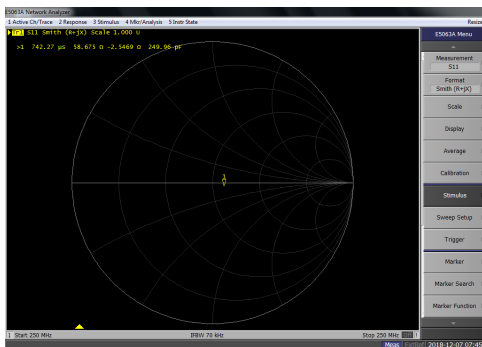 E5063A Network Analyzer
1 Active Ch/Trace 2 Response 3 Stimulus 4 Mkr/Analysis 5 Instr State
Resize
Tr1 S11 Smith (R+jX) Scale 1.000 U
>1 742.27 µs 58.675 Ω -2.5469 Ω 249.96 pF
1
E5063A Menu
Measurement
S11
Format
Smith (R+jX)
Scale
Display
Average
Calibration
Stimulus
Sweep Setup
Trigger
Marker
Marker Search
Marker Function
1 Start 250 MHz IFBW 70 kHz Stop 250 MHz Off !
Meas ExtRef 2018-12-07 07:45